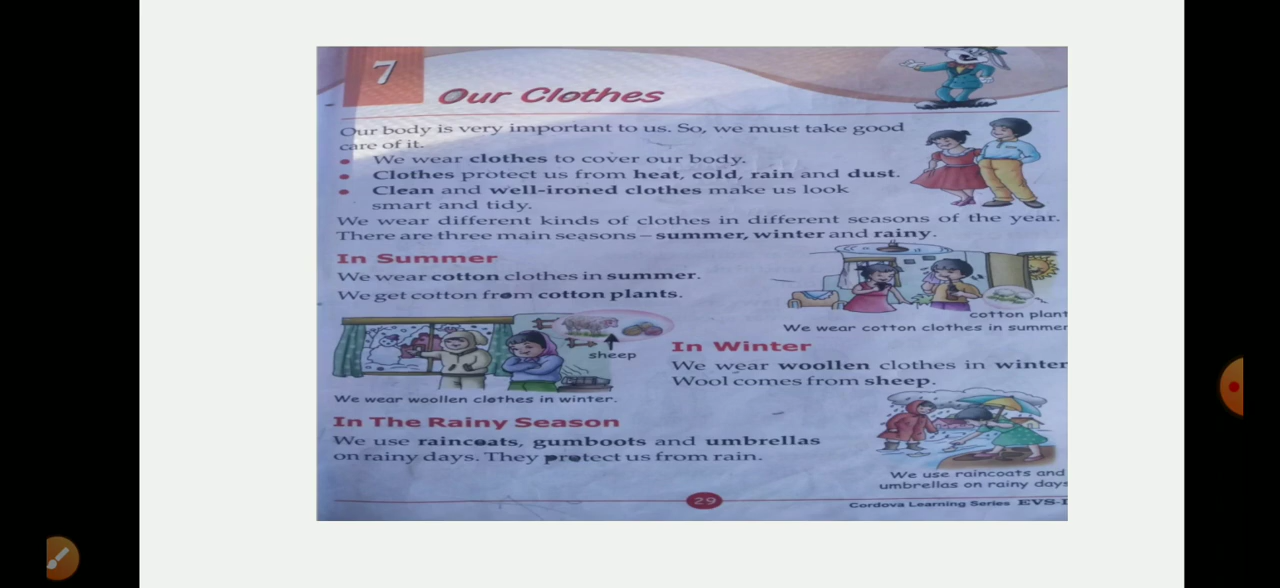 7
Our Clothes
Our body is very important to us. So, we must take good
care of it.
• We wear clothes to cover our body.
• Clothes protect us from heat, cold, rain and dust.
• Clean and well-ironed clothes make us look
smart and tidy.
We wear different kinds of clothes in different seasons of the year.
There are three main seasons – summer, winter and rainy.
In Summer
We wear cotton clothes in summer.
We get cotton from cotton plants.
cotton plant
We wear cotton clothes in summer
sheep
We wear woollen clothes in winter.
In Winter
We wear woollen clothes in winter
Wool comes from sheep.
In The Rainy Season
We use raincoats, gumboots and umbrellas
on rainy days. They protect us from rain.
We use raincoats and
umbrellas on rainy days
29
Cordova Learning Series EVS-I